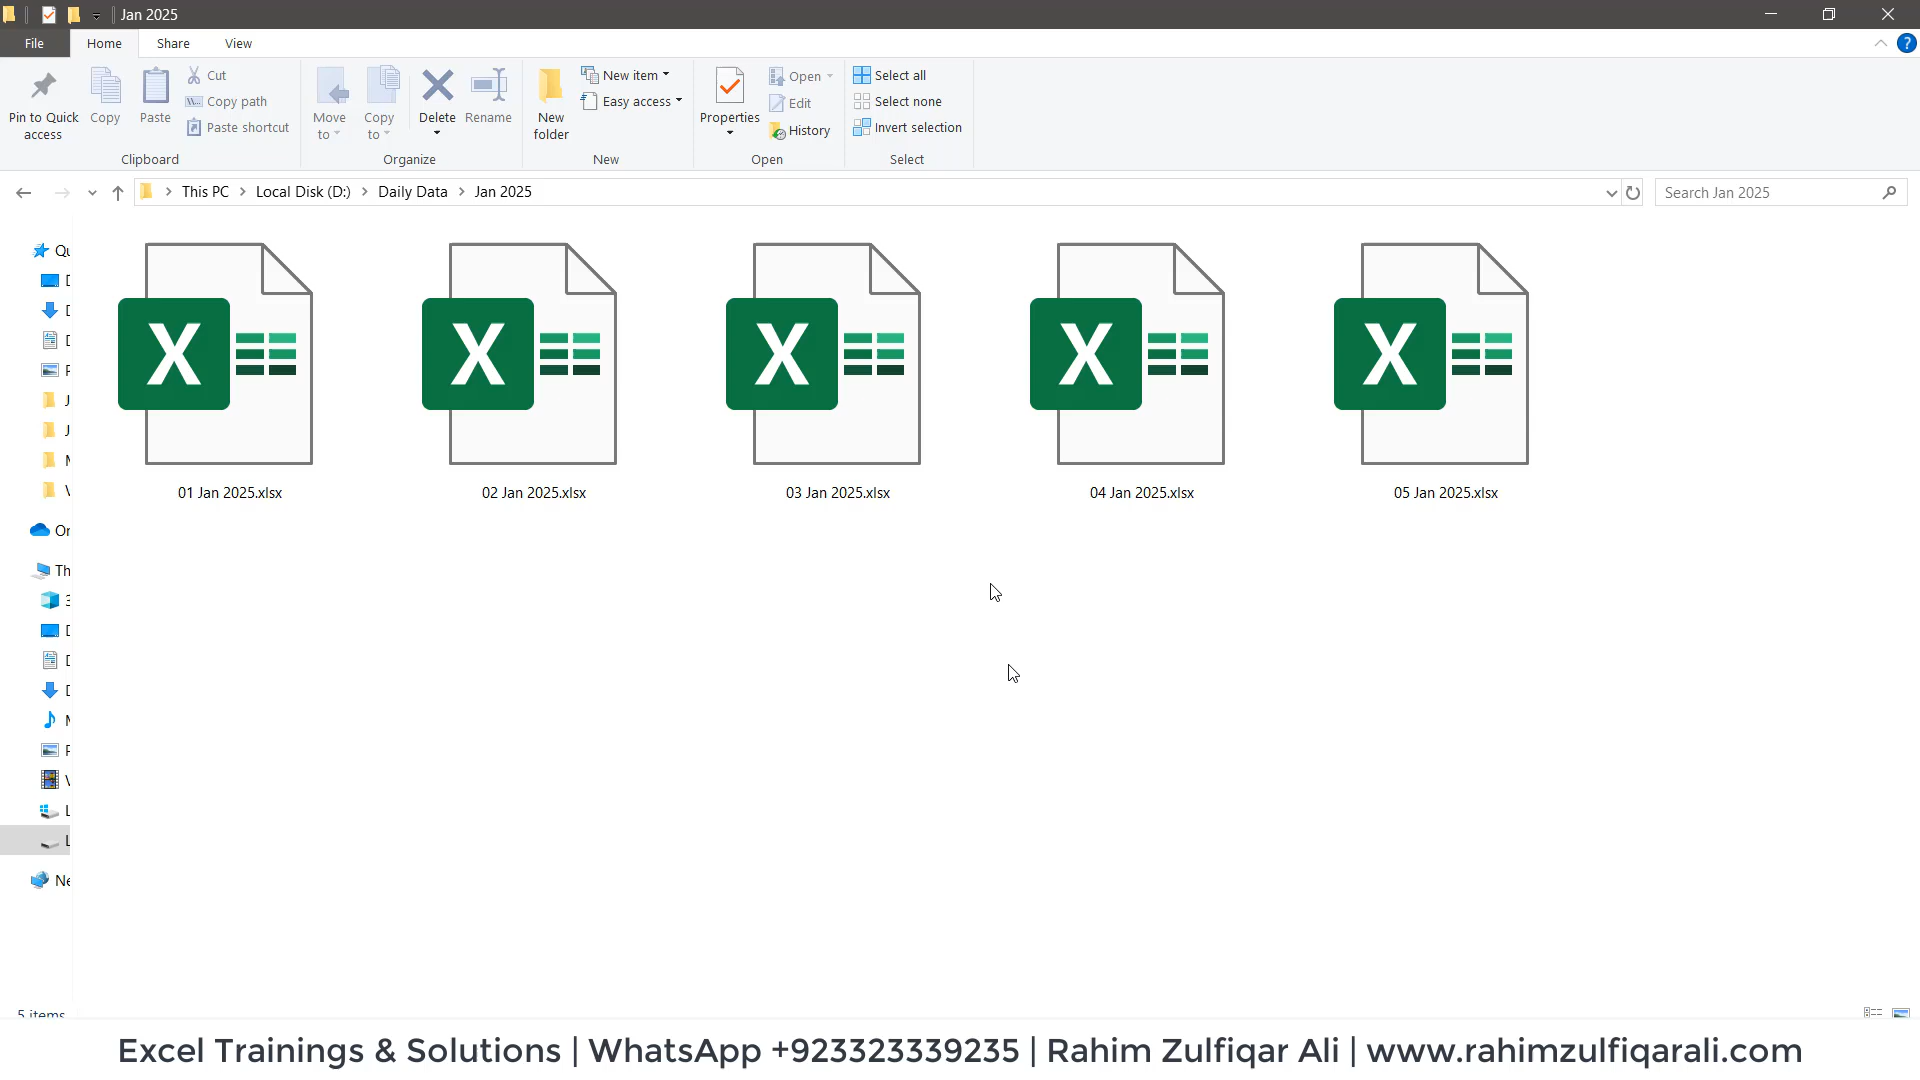 Jan 2025
File Home Share View
Pin to Quick access
Copy
Paste
Cut
Copy path
Paste shortcut
Clipboard
Move to
Copy to
Delete
Rename
Organize
New folder
New item
Easy access
New
Properties
Open
Edit
History
Open
Select all
Select none
Invert selection
Select
This PC Local Disk (D:) Daily Data Jan 2025
Search Jan 2025
01 Jan 2025.xlsx
02 Jan 2025.xlsx
03 Jan 2025.xlsx
04 Jan 2025.xlsx
05 Jan 2025.xlsx
5 items
Excel Trainings & Solutions | WhatsApp +923323339235 | Rahim Zulfiqar Ali | www.rahimzulfiqarali.com